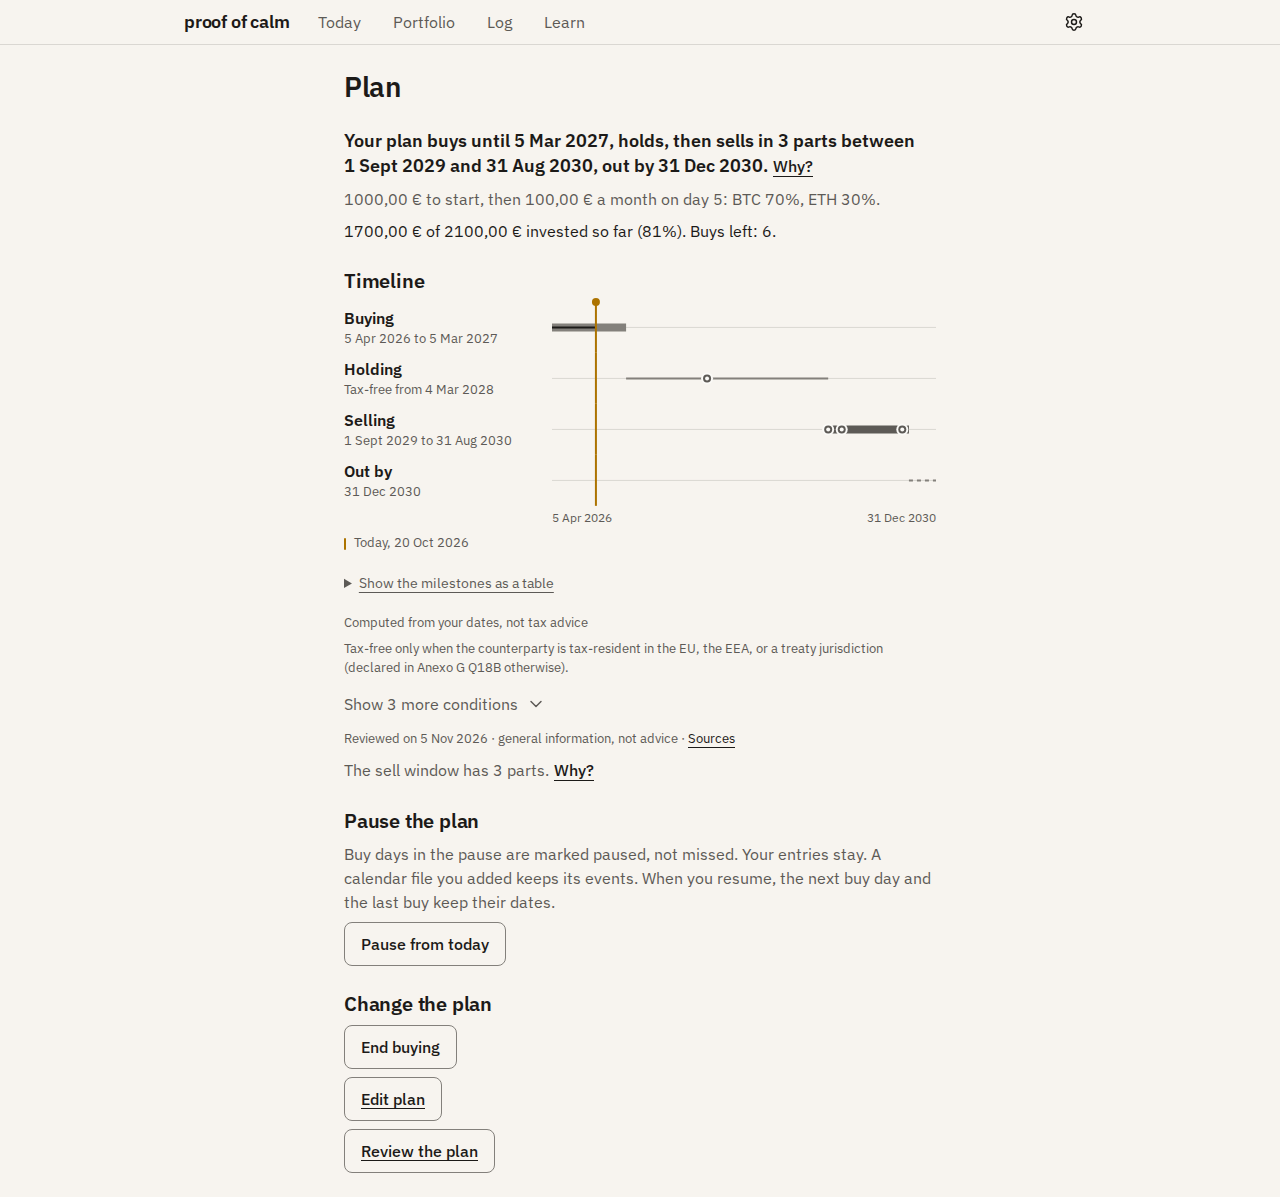 proof of calm Today Portfolio Log Learn
Plan
Your plan buys until 5 Mar 2027, holds, then sells in 3 parts between
1 Sept 2029 and 31 Aug 2030, out by 31 Dec 2030. Why?
1000,00 € to start, then 100,00 € a month on day 5: BTC 70%, ETH 30%.
1700,00 € of 2100,00 € invested so far (81%). Buys left: 6.
Timeline
Buying
5 Apr 2026 to 5 Mar 2027
Holding
Tax-free from 4 Mar 2028
Selling
1 Sept 2029 to 31 Aug 2030
Out by
31 Dec 2030
5 Apr 2026 31 Dec 2030
Today, 20 Oct 2026
Show the milestones as a table
Computed from your dates, not tax advice
Tax-free only when the counterparty is tax-resident in the EU, the EEA, or a treaty jurisdiction
(declared in Anexo G Q18B otherwise).
Show 3 more conditions
Reviewed on 5 Nov 2026 · general information, not advice · Sources
The sell window has 3 parts. Why?
Pause the plan
Buy days in the pause are marked paused, not missed. Your entries stay. A
calendar file you added keeps its events. When you resume, the next buy day and
the last buy keep their dates.
Pause from today
Change the plan
End buying
Edit plan
Review the plan